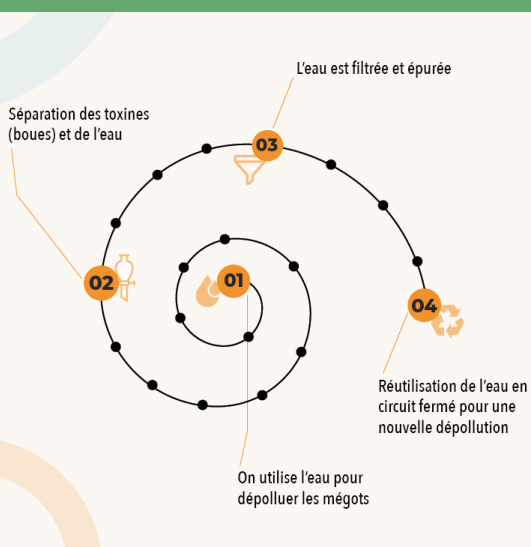 L'eau est filtrée et épurée
Séparation des toxines
(boues) et de l'eau
03
01
02
04
Réutilisation de l'eau en
circuit fermé pour une
nouvelle dépollution
On utilise l'eau pour
dépolluer les mégots